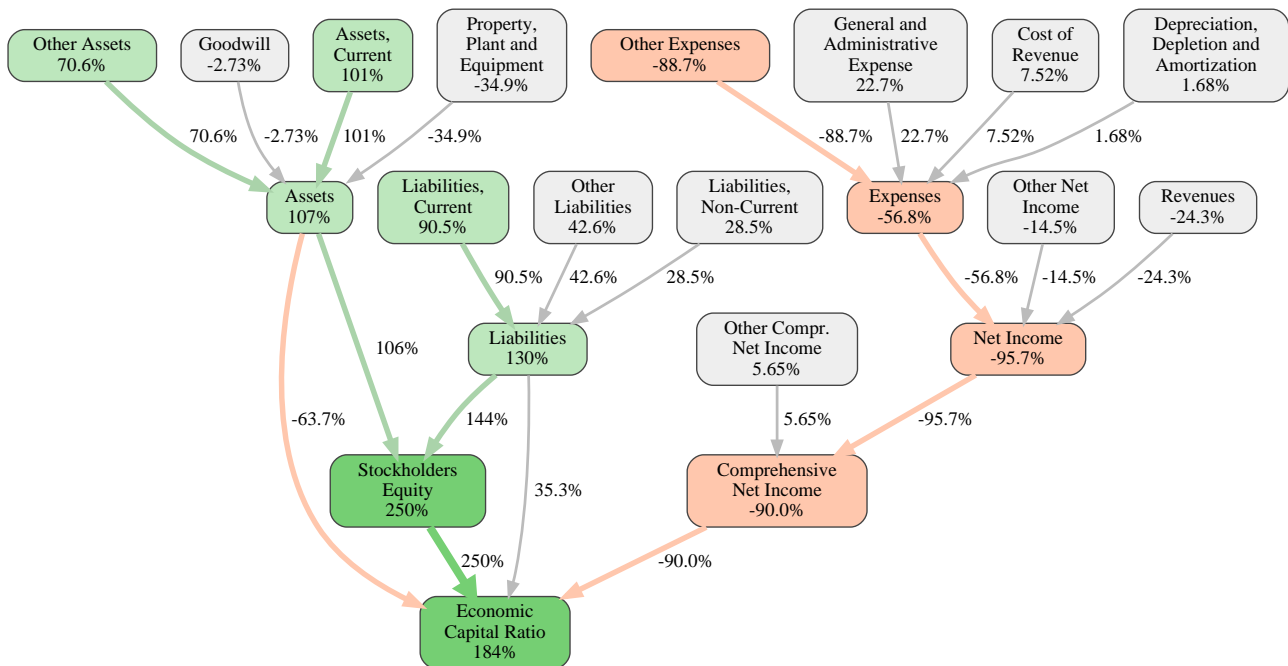 Other Assets
70.6%
Goodwill
-2.73%
Assets,
Current
101%
Property,
Plant and
Equipment
-34.9%
Other Expenses
-88.7%
General and
Administrative
Expense
22.7%
Cost of
Revenue
7.52%
Depreciation,
Depletion and
Amortization
1.68%
70.6%
-2.73%
101%
-34.9%
-88.7%
22.7%
7.52%
1.68%
Assets
107%
Liabilities,
Current
90.5%
Other
Liabilities
42.6%
Liabilities,
Non-Current
28.5%
Expenses
-56.8%
Other Net
Income
-14.5%
Revenues
-24.3%
90.5%
42.6%
28.5%
-56.8%
-14.5%
-24.3%
106%
Liabilities
130%
Other Compr.
Net Income
5.65%
Net Income
-95.7%
-63.7%
144%
5.65%
-95.7%
Stockholders
Equity
250%
35.3%
Comprehensive
Net Income
-90.0%
250%
-90.0%
Economic
Capital Ratio
184%